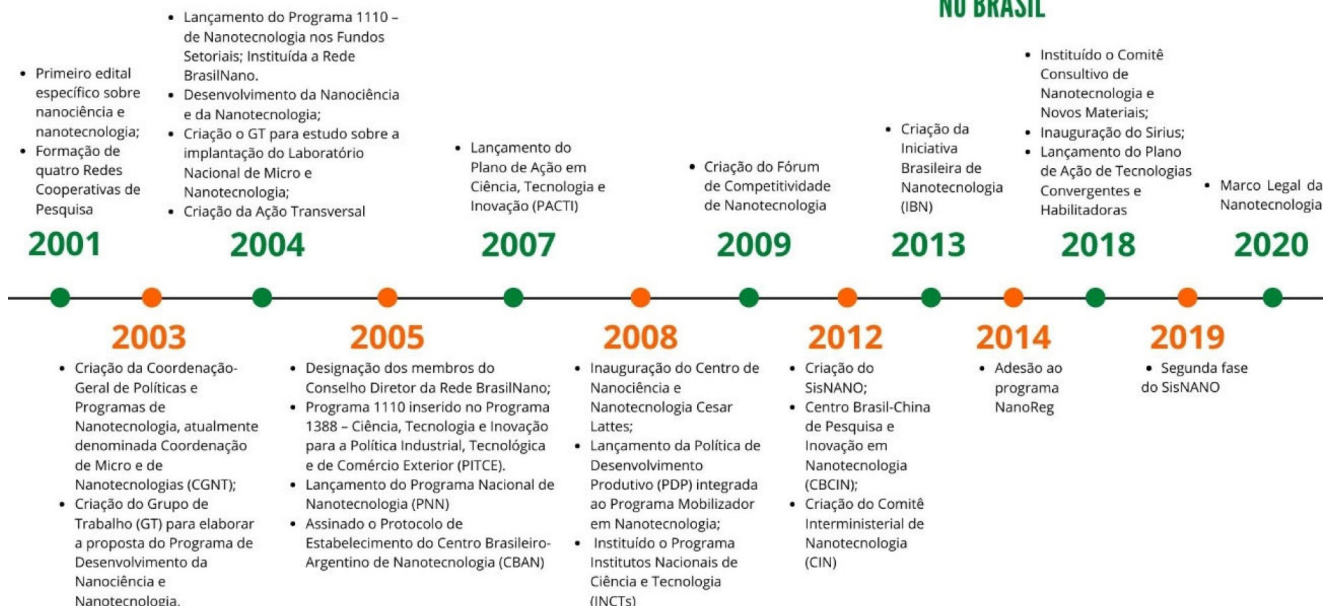 NO BRASIL
• Primeiro edital
específico sobre
nanociência e
nanotecnologia;
• Formação de
quatro Redes
Cooperativas de
Pesquisa
2001
• Lançamento do Programa 1110 –
de Nanotecnologia nos Fundos
Setoriais; Instituída a Rede
BrasilNano.
• Desenvolvimento da Nanociência
e da Nanotecnologia;
• Criação o GT para estudo sobre a
implantação do Laboratório
Nacional de Micro e
Nanotecnologia;
• Criação da Ação Transversal
2004
• Lançamento do
Plano de Ação em
Ciência, Tecnologia e
Inovação (PACTI)
2007
• Criação do Fórum
de Competitividade
de Nanotecnologia
2009
• Criação da
Iniciativa
Brasileira de
Nanotecnologia
(IBN)
2013
• Instituído o Comitê
Consultivo de
Nanotecnologia e
Novos Materiais;
• Inauguração do Sirius;
• Lançamento do Plano
de Ação de Tecnologias
Convergentes e
Habilitadoras
2018
• Marco Legal da
Nanotecnologia
2020
2003
• Criação da Coordenação-
Geral de Políticas e
Programas de
Nanotecnologia, atualmente
denominada Coordenação
de Micro e de
Nanotecnologias (CGNT);
• Criação do Grupo de
Trabalho (GT) para elaborar
a proposta do Programa de
Desenvolvimento da
Nanociência e
Nanotecnologia.
2005
• Designação dos membros do
Conselho Diretor da Rede BrasilNano;
• Programa 1110 inserido no Programa
1388 – Ciência, Tecnologia e Inovação
para a Política Industrial, Tecnológica
e de Comércio Exterior (PITCE).
• Lançamento do Programa Nacional de
Nanotecnologia (PNN)
• Assinado o Protocolo de
Estabelecimento do Centro Brasileiro-
Argentino de Nanotecnologia (CBAN)
2008
• Inauguração do Centro de
Nanociência e
Nanotecnologia Cesar
Lattes;
• Lançamento da Política de
Desenvolvimento
Produtivo (PDP) integrada
ao Programa Mobilizador
em Nanotecnologia;
• Instituído o Programa
Institutos Nacionais de
Ciência e Tecnologia
(INCTs)
2012
• Criação do
SisNANO;
• Centro Brasil-China
de Pesquisa e
Inovação em
Nanotecnologia
(CBCIN);
• Criação do Comitê
Interministerial de
Nanotecnologia
(CIN)
2014
• Adesão ao
programa
NanoReg
2019
• Segunda fase
do SisNANO